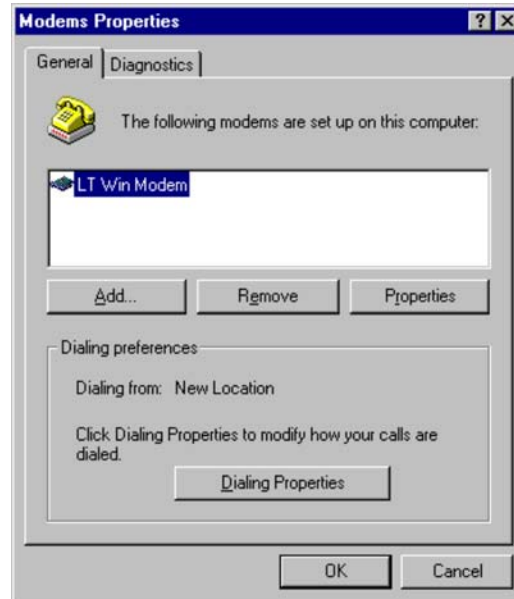 Modems Properties
? ×
General Diagnostics
The following modems are set up on this computer:
LT Win Modem
Add... Remove Properties
Dialing preferences
Dialing from: New Location
Click Dialing Properties to modify how your calls are
dialed.
Dialing Properties
OK Cancel